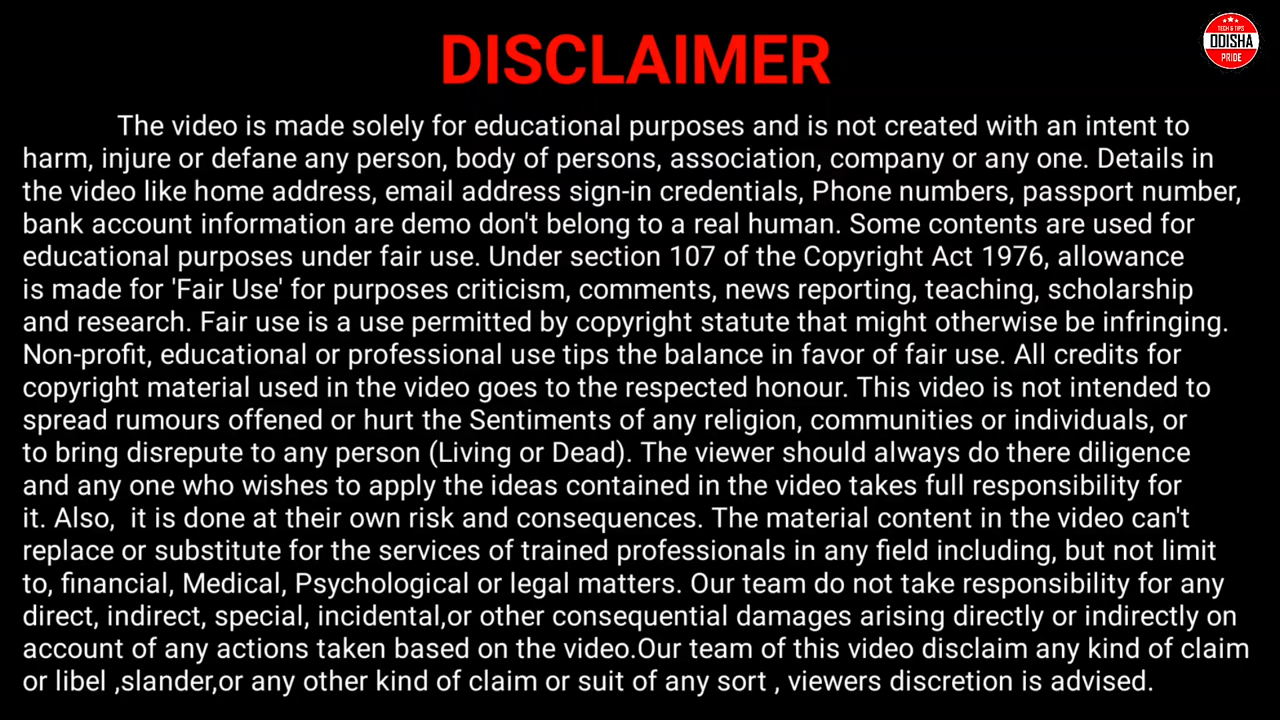 DISCLAIMER
TECH & TIPS
ODISHA
PRIDE
The video is made solely for educational purposes and is not created with an intent to
harm, injure or defane any person, body of persons, association, company or any one. Details in
the video like home address, email address sign-in credentials, Phone numbers, passport number,
bank account information are demo don't belong to a real human. Some contents are used for
educational purposes under fair use. Under section 107 of the Copyright Act 1976, allowance
is made for 'Fair Use' for purposes criticism, comments, news reporting, teaching, scholarship
and research. Fair use is a use permitted by copyright statute that might otherwise be infringing.
Non-profit, educational or professional use tips the balance in favor of fair use. All credits for
copyright material used in the video goes to the respected honour. This video is not intended to
spread rumours offened or hurt the Sentiments of any religion, communities or individuals, or
to bring disrepute to any person (Living or Dead). The viewer should always do there diligence
and any one who wishes to apply the ideas contained in the video takes full responsibility for
it. Also,  it is done at their own risk and consequences. The material content in the video can't
replace or substitute for the services of trained professionals in any field including, but not limit
to, financial, Medical, Psychological or legal matters. Our team do not take responsibility for any
direct, indirect, special, incidental,or other consequential damages arising directly or indirectly on
account of any actions taken based on the video.Our team of this video disclaim any kind of claim
or libel ,slander,or any other kind of claim or suit of any sort , viewers discretion is advised.